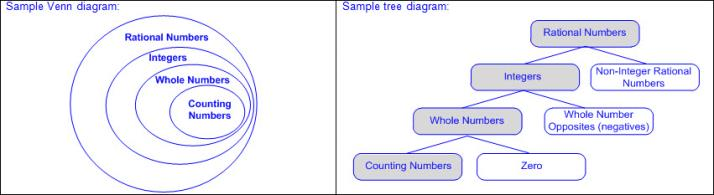 Sample Venn diagram:
Rational Numbers
Integers
Whole Numbers
Counting
Numbers
Sample tree diagram:
Rational Numbers
Integers
Non-Integer Rational
Numbers
Whole Numbers
Whole Number
Opposites (negatives)
Counting Numbers
Zero